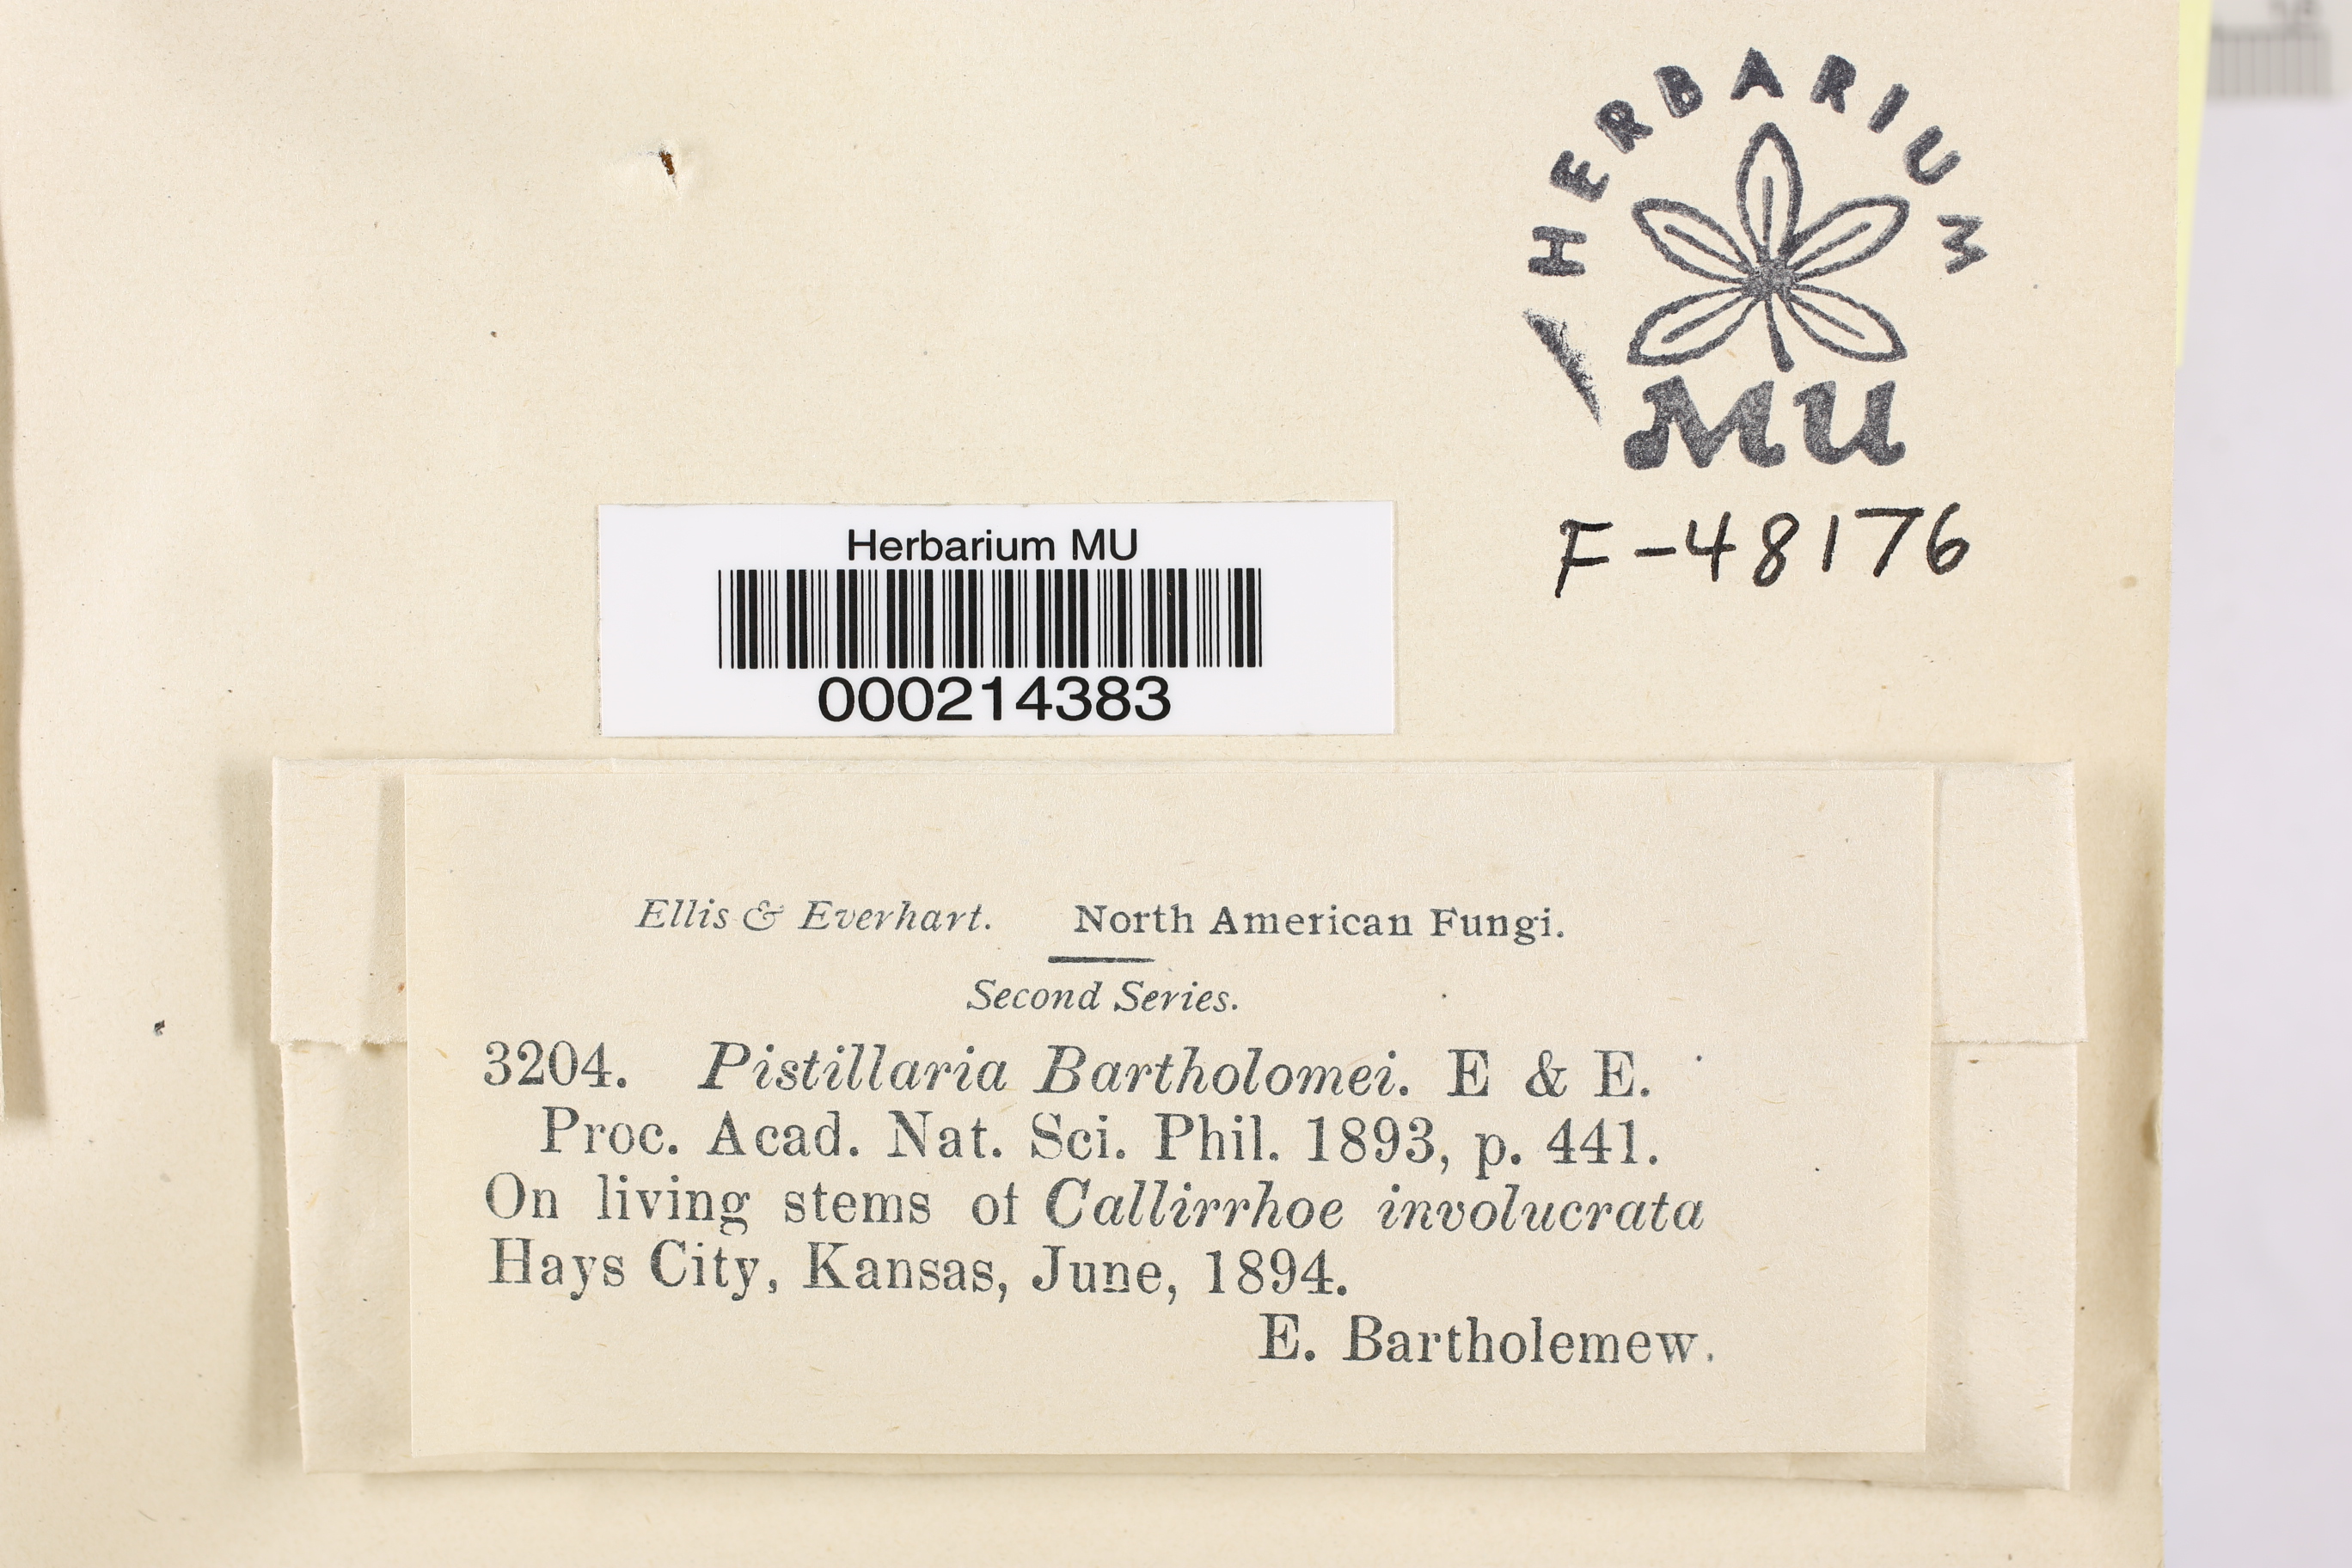 HERBARIUM
MU
F-48176
Herbarium MU
000214383
Ellis & Everhart. North American Fungi.
Second Series.
3204. Pistillaria Bartholomei. E & E.
Proc. Acad. Nat. Sci. Phil. 1893, p. 441.
On living stems of Callirrhoe involucrata
Hays City, Kansas, June, 1894.
E. Bartholemew.